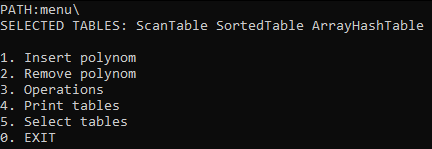 PATH:menu\
SELECTED TABLES: ScanTable SortedTable ArrayHashTable
1. Insert polynom
2. Remove polynom
3. Operations
4. Print tables
5. Select tables
0. EXIT